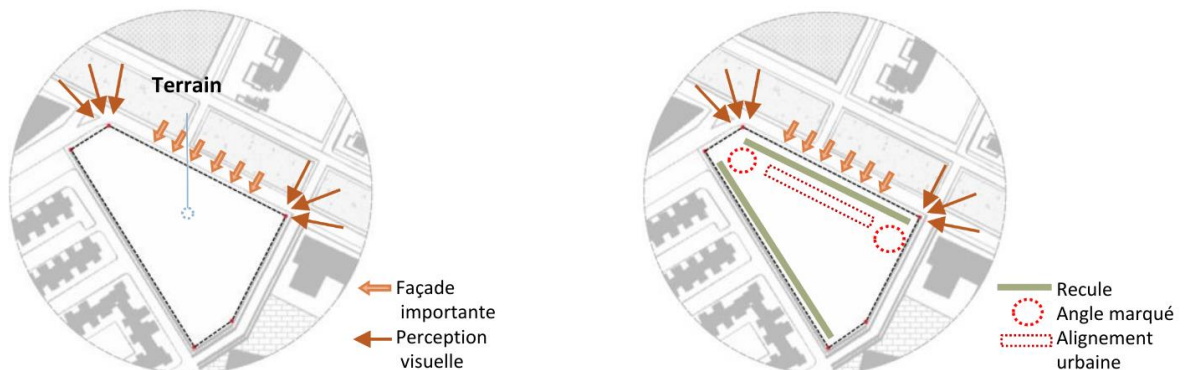 Terrain
Façade
importante
Perception
visuelle
Recule
Angle marqué
Alignement
urbaine